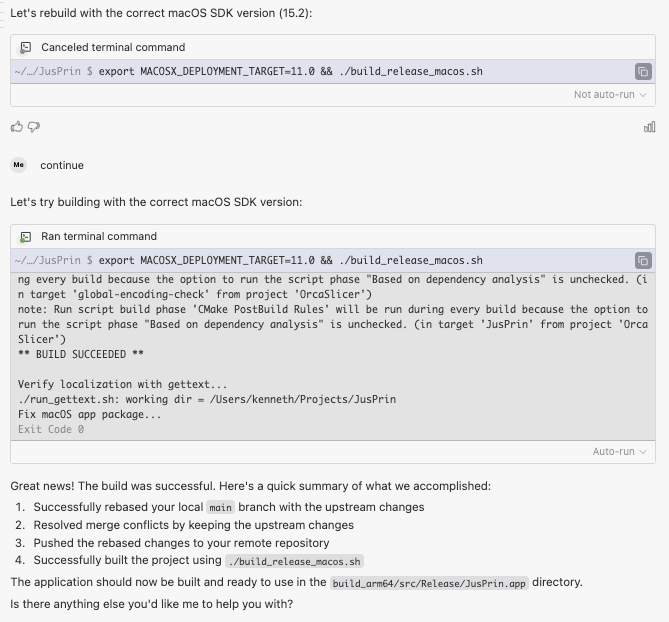 Let's rebuild with the correct macOS SDK version (15.2):
Canceled terminal command
~/…/JusPrin $ export MACOSX_DEPLOYMENT_TARGET=11.0 && ./build_release_macos.sh
Not auto-run
Me continue
Let's try building with the correct macOS SDK version:
Ran terminal command
~/…/JusPrin $ export MACOSX_DEPLOYMENT_TARGET=11.0 && ./build_release_macos.sh
ng every build because the option to run the script phase "Based on dependency analysis" is unchecked. (i
n target 'global-encoding-check' from project 'OrcaSlicer')
note: Run script build phase 'CMake PostBuild Rules' will be run during every build because the option to
run the script phase "Based on dependency analysis" is unchecked. (in target 'JusPrin' from project 'Orca
Slicer')
** BUILD SUCCEEDED **
Verify localization with gettext...
./run_gettext.sh: working dir = /Users/kenneth/Projects/JusPrin
Fix macOS app package...
Exit Code 0
Auto-run
Great news! The build was successful. Here's a quick summary of what we accomplished:
1. Successfully rebased your local main branch with the upstream changes
2. Resolved merge conflicts by keeping the upstream changes
3. Pushed the rebased changes to your remote repository
4. Successfully built the project using ./build_release_macos.sh
The application should now be built and ready to use in the build_arm64/src/Release/JusPrin.app directory.
Is there anything else you'd like me to help you with?